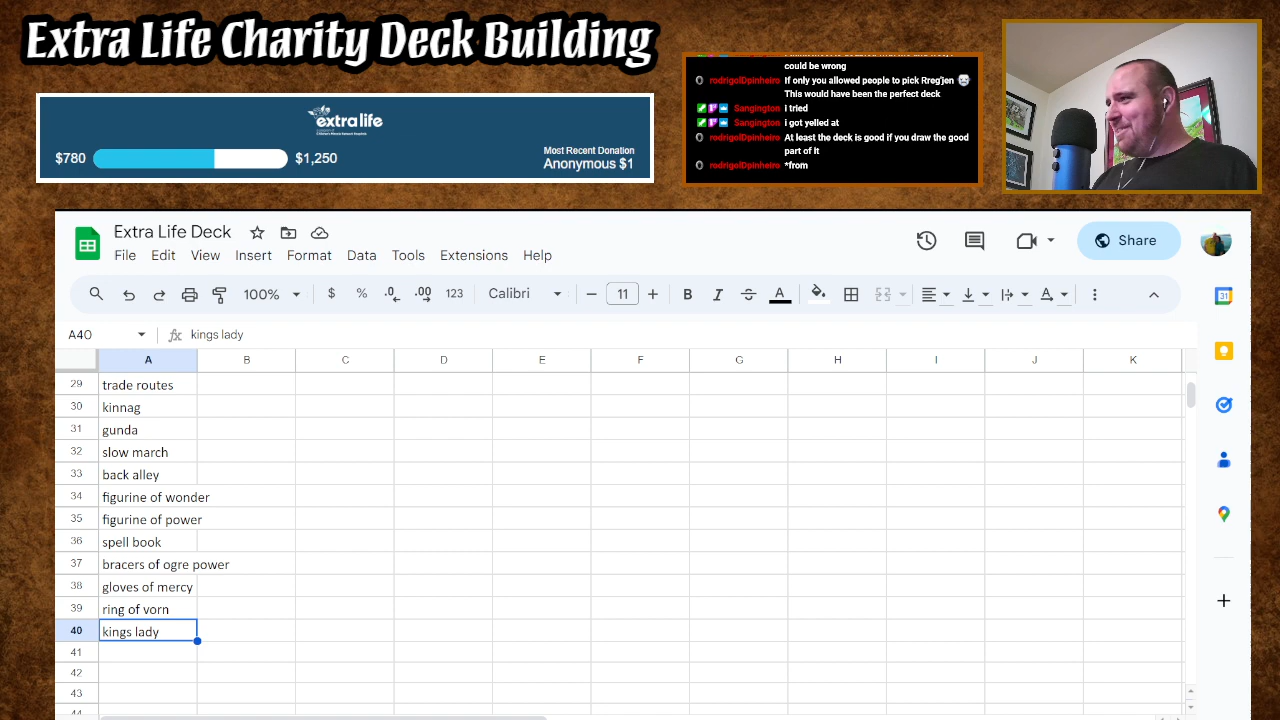 Extra Life Charity Deck Building
extralife
$780
$1,250
Most Recent Donation
Anonymous $1
could be wrong
rodrigolDpinheiro If only you allowed people to pick Rreg'jen
This would have been the perfect deck
Sangington i tried
Sangington i got yelled at
rodrigolDpinheiro At least the deck is good if you draw the good
part of it
rodrigolDpinheiro *from
Extra Life Deck
File Edit View Insert Format Data Tools Extensions Help
Share
100% $ % .0 .00 123 Calibri 11 B I S A
31
A40 fx kings lady
A B C D E F G H I J K
29 trade routes
30 kinnag
31 gunda
32 slow march
33 back alley
34 figurine of wonder
35 figurine of power
36 spell book
37 bracers of ogre power
38 gloves of mercy
39 ring of vorn
40 kings lady
41
42
43
44